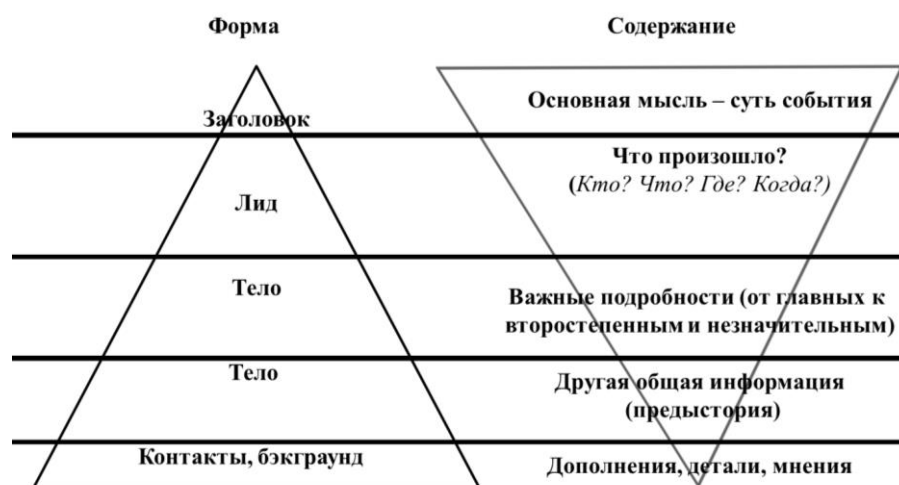 Форма
Содержание
Заголовок
Основная мысль – суть события
Лид
Что произошло?
(Кто? Что? Где? Когда?)
Тело
Важные подробности (от главных к
второстепенным и незначительным)
Тело
Другая общая информация
(предыстория)
Контакты, бэкграунд
Дополнения, детали, мнения